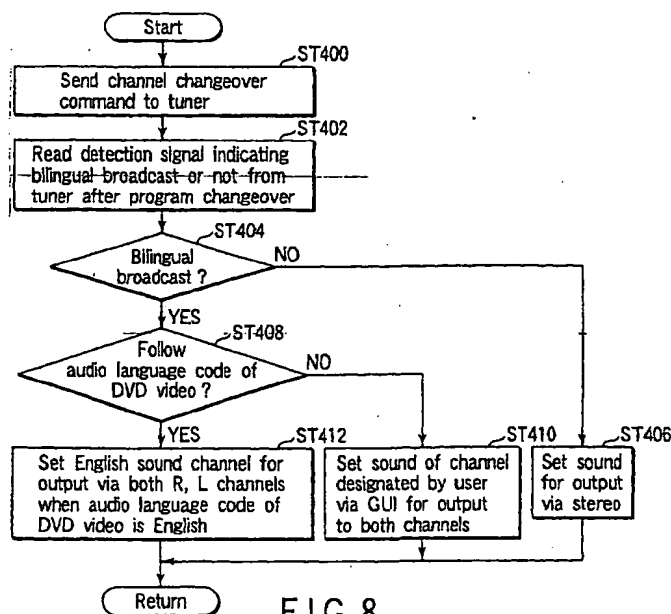 Start
ST400
Send channel changeover
command to tuner
ST402
Read detection signal indicating
bilingual broadcast or not from
tuner after program changeover
ST404
Bilingual
broadcast ?
NO
YES
ST408
Follow
audio language code of
DVD video ?
NO
YES
ST412
Set English sound channel for
output via both R, L channels
when audio language code of
DVD video is English
ST410
Set sound of channel
designated by user
via GUI for output
to both channels
ST406
Set sound
for output
via stereo
Return
FIG. 8